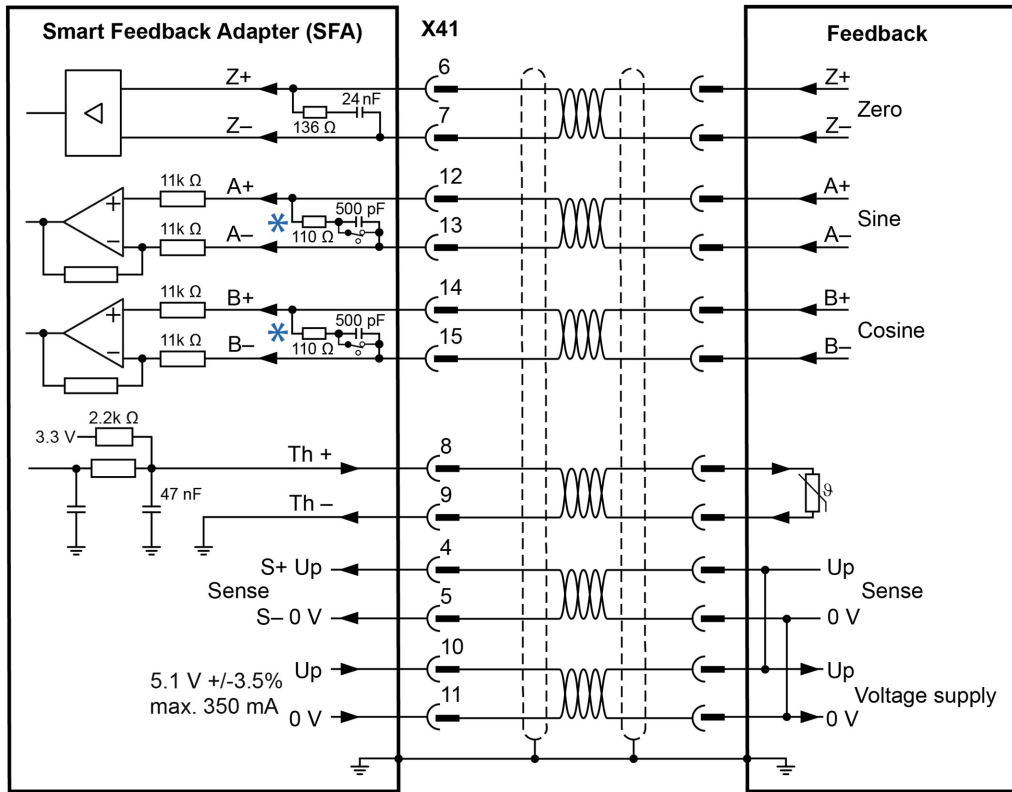 Smart Feedback Adapter (SFA) X41 Feedback
Z+ 6 Z+
24 nF
136 Ω Zero
Z– 7 Z–
11k Ω A+ 12 A+
500 pF Sine
* 110 Ω
11k Ω A– 13 A–
11k Ω B+ 14 B+
500 pF Cosine
* 110 Ω
11k Ω B– 15 B–
2.2k Ω
3.3 V
Th + 8
47 nF ϑ
Th – 9
S+ Up 4 Up
Sense Sense
S– 0 V 5 0 V
Up 10 Up
5.1 V +/-3.5% Voltage supply
max. 350 mA
0 V 11 0 V